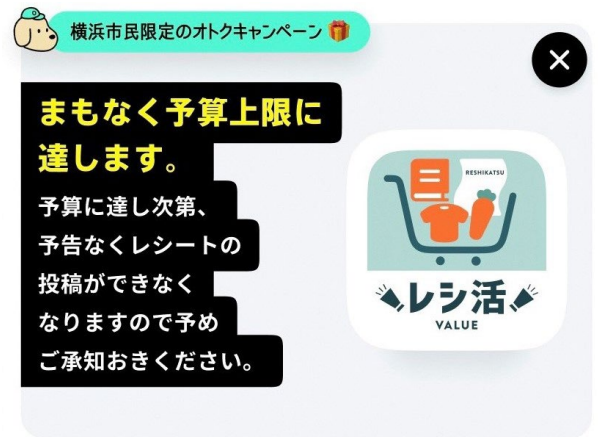 横浜市民限定のオトクキャンペーン
まもなく予算上限に
達します。
予算に達し次第、
予告なくレシートの
投稿ができなく
なりますので予め
ご承知おきください。
RESHIKATSU
レシ活
VALUE